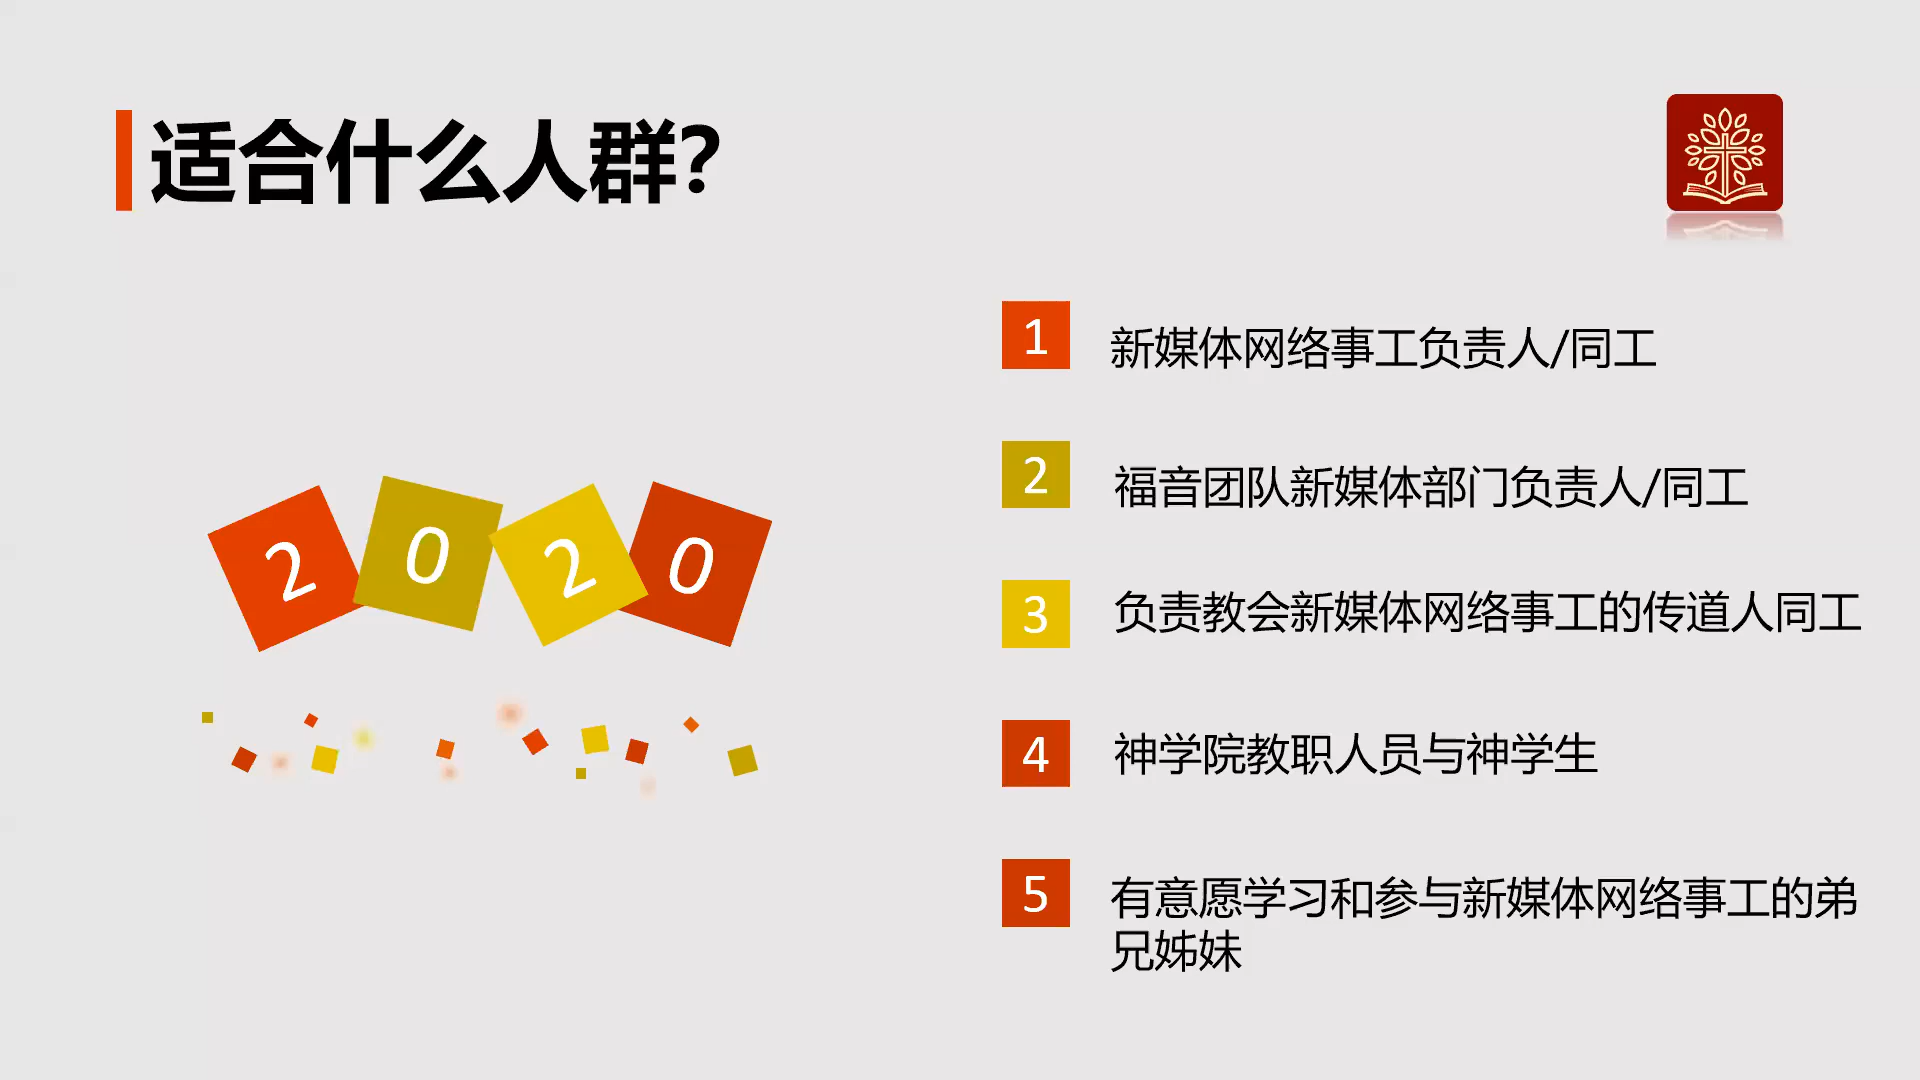 适合什么人群?
2020
1 新媒体网络事工负责人/同工
2 福音团队新媒体部门负责人/同工
3 负责教会新媒体网络事工的传道人同工
4 神学院教职人员与神学生
5 有意愿学习和参与新媒体网络事工的弟
兄姊妹